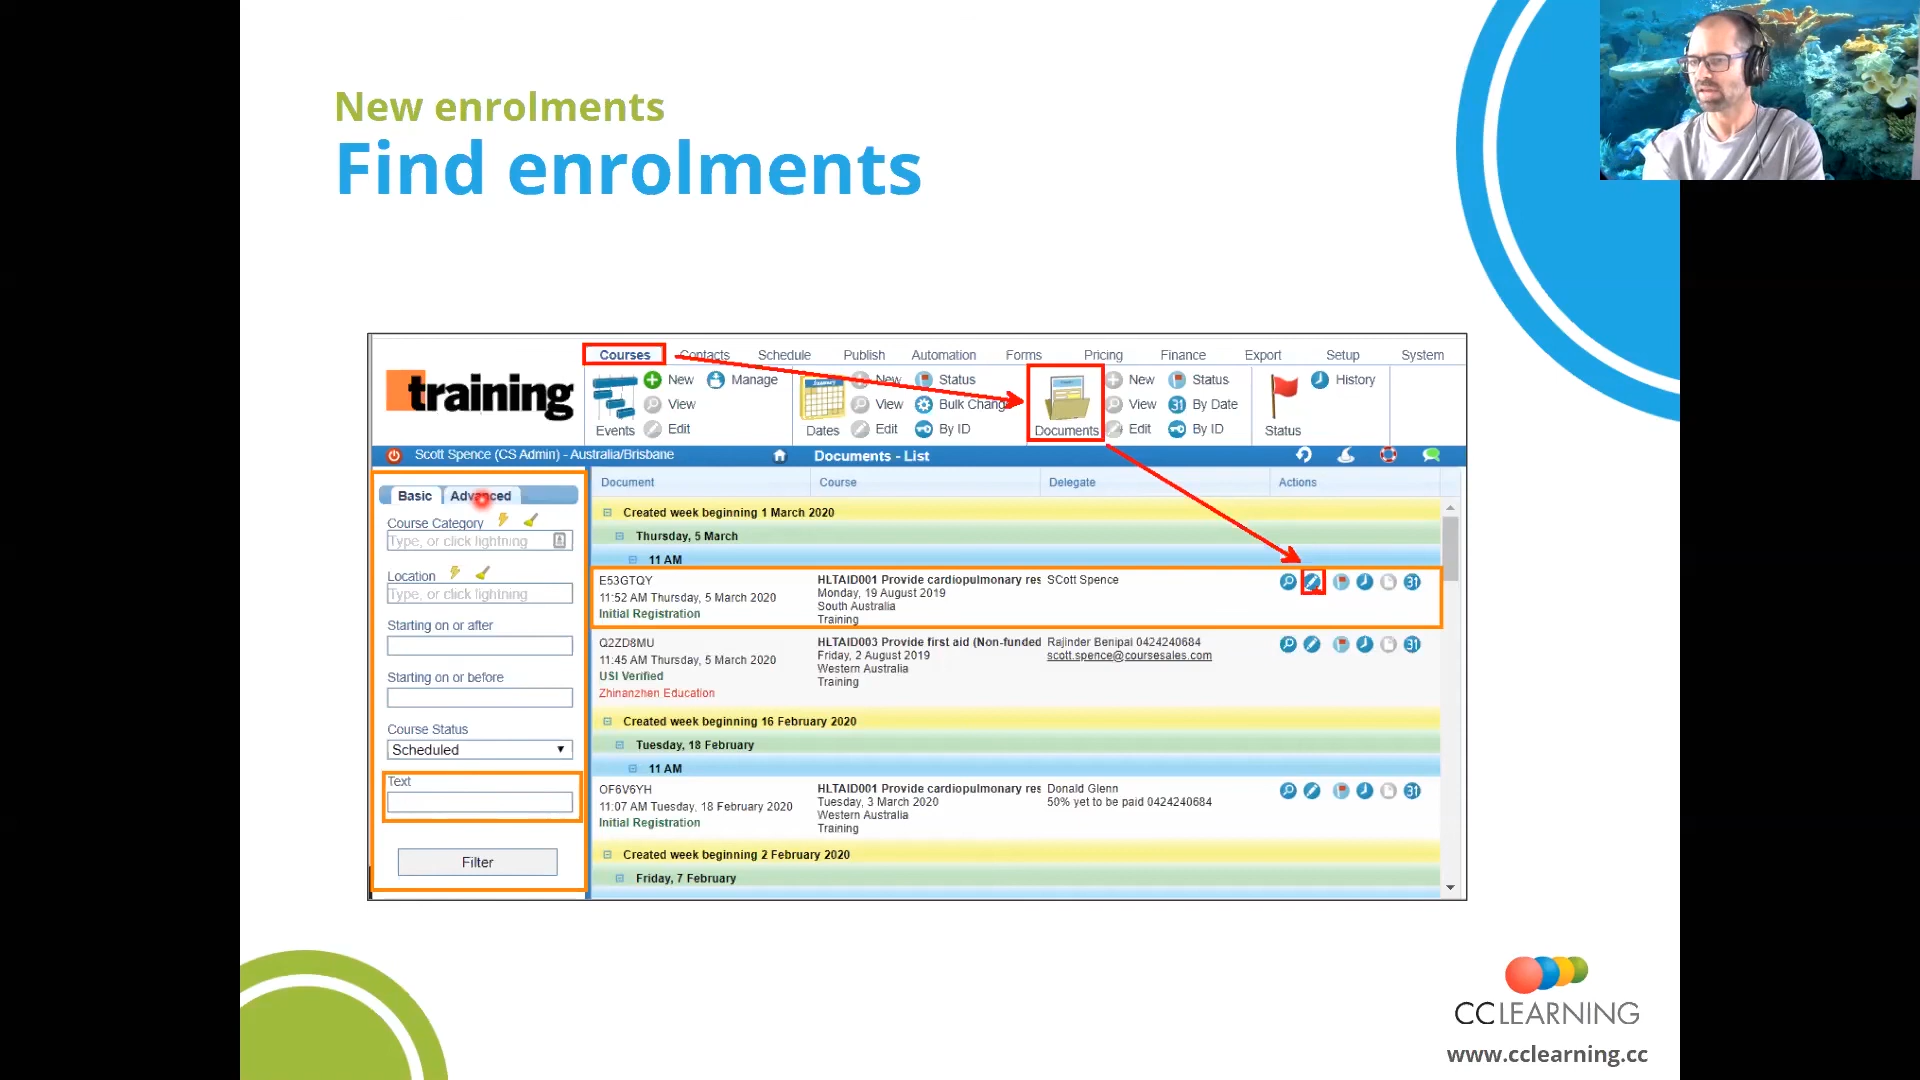 New enrolments
Find enrolments
Courses Contacts Schedule Publish Automation Forms Pricing Finance Export Setup System
training
New Manage New Status New Status History
View View Bulk Chang View By Date
Events Edit Dates Edit By ID Documents Edit By ID Status
Scott Spence (CS Admin) - Australia/Brisbane Documents - List
Basic Advanced
Course Category
Type, or click lightning
Location
Type, or click lightning
Starting on or after
Starting on or before
Course Status
Scheduled
Text
Filter
Document Course Delegate Actions
Created week beginning 1 March 2020
Thursday, 5 March
11 AM
E53GTQY HLTAID001 Provide cardiopulmonary res SCott Spence
11:52 AM Thursday, 5 March 2020 Monday, 19 August 2019
Initial Registration South Australia
Training
31
Q2ZD8MU HLTAID003 Provide first aid (Non-funded Rajinder Benipal 0424240684
11:45 AM Thursday, 5 March 2020 Friday, 2 August 2019 scott.spence@coursesales.com
USI Verified Western Australia
Zhinanzhen Education Training
31
Created week beginning 16 February 2020
Tuesday, 18 February
11 AM
OF6V6YH HLTAID001 Provide cardiopulmonary res Donald Glenn
11:07 AM Tuesday, 18 February 2020 Tuesday, 3 March 2020 50% yet to be paid 0424240684
Initial Registration Western Australia
Training
31
Created week beginning 2 February 2020
Friday, 7 February
CCLEARNING
www.cclearning.cc